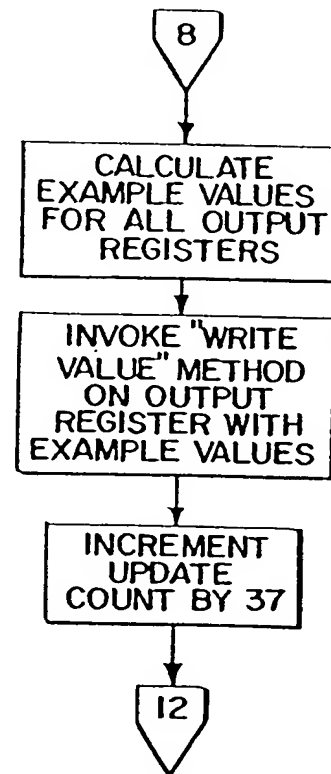 8
CALCULATE
EXAMPLE VALUES
FOR ALL OUTPUT
REGISTERS
INVOKE "WRITE
VALUE" METHOD
ON OUTPUT
REGISTER WITH
EXAMPLE VALUES
INCREMENT
UPDATE
COUNT BY 37
12